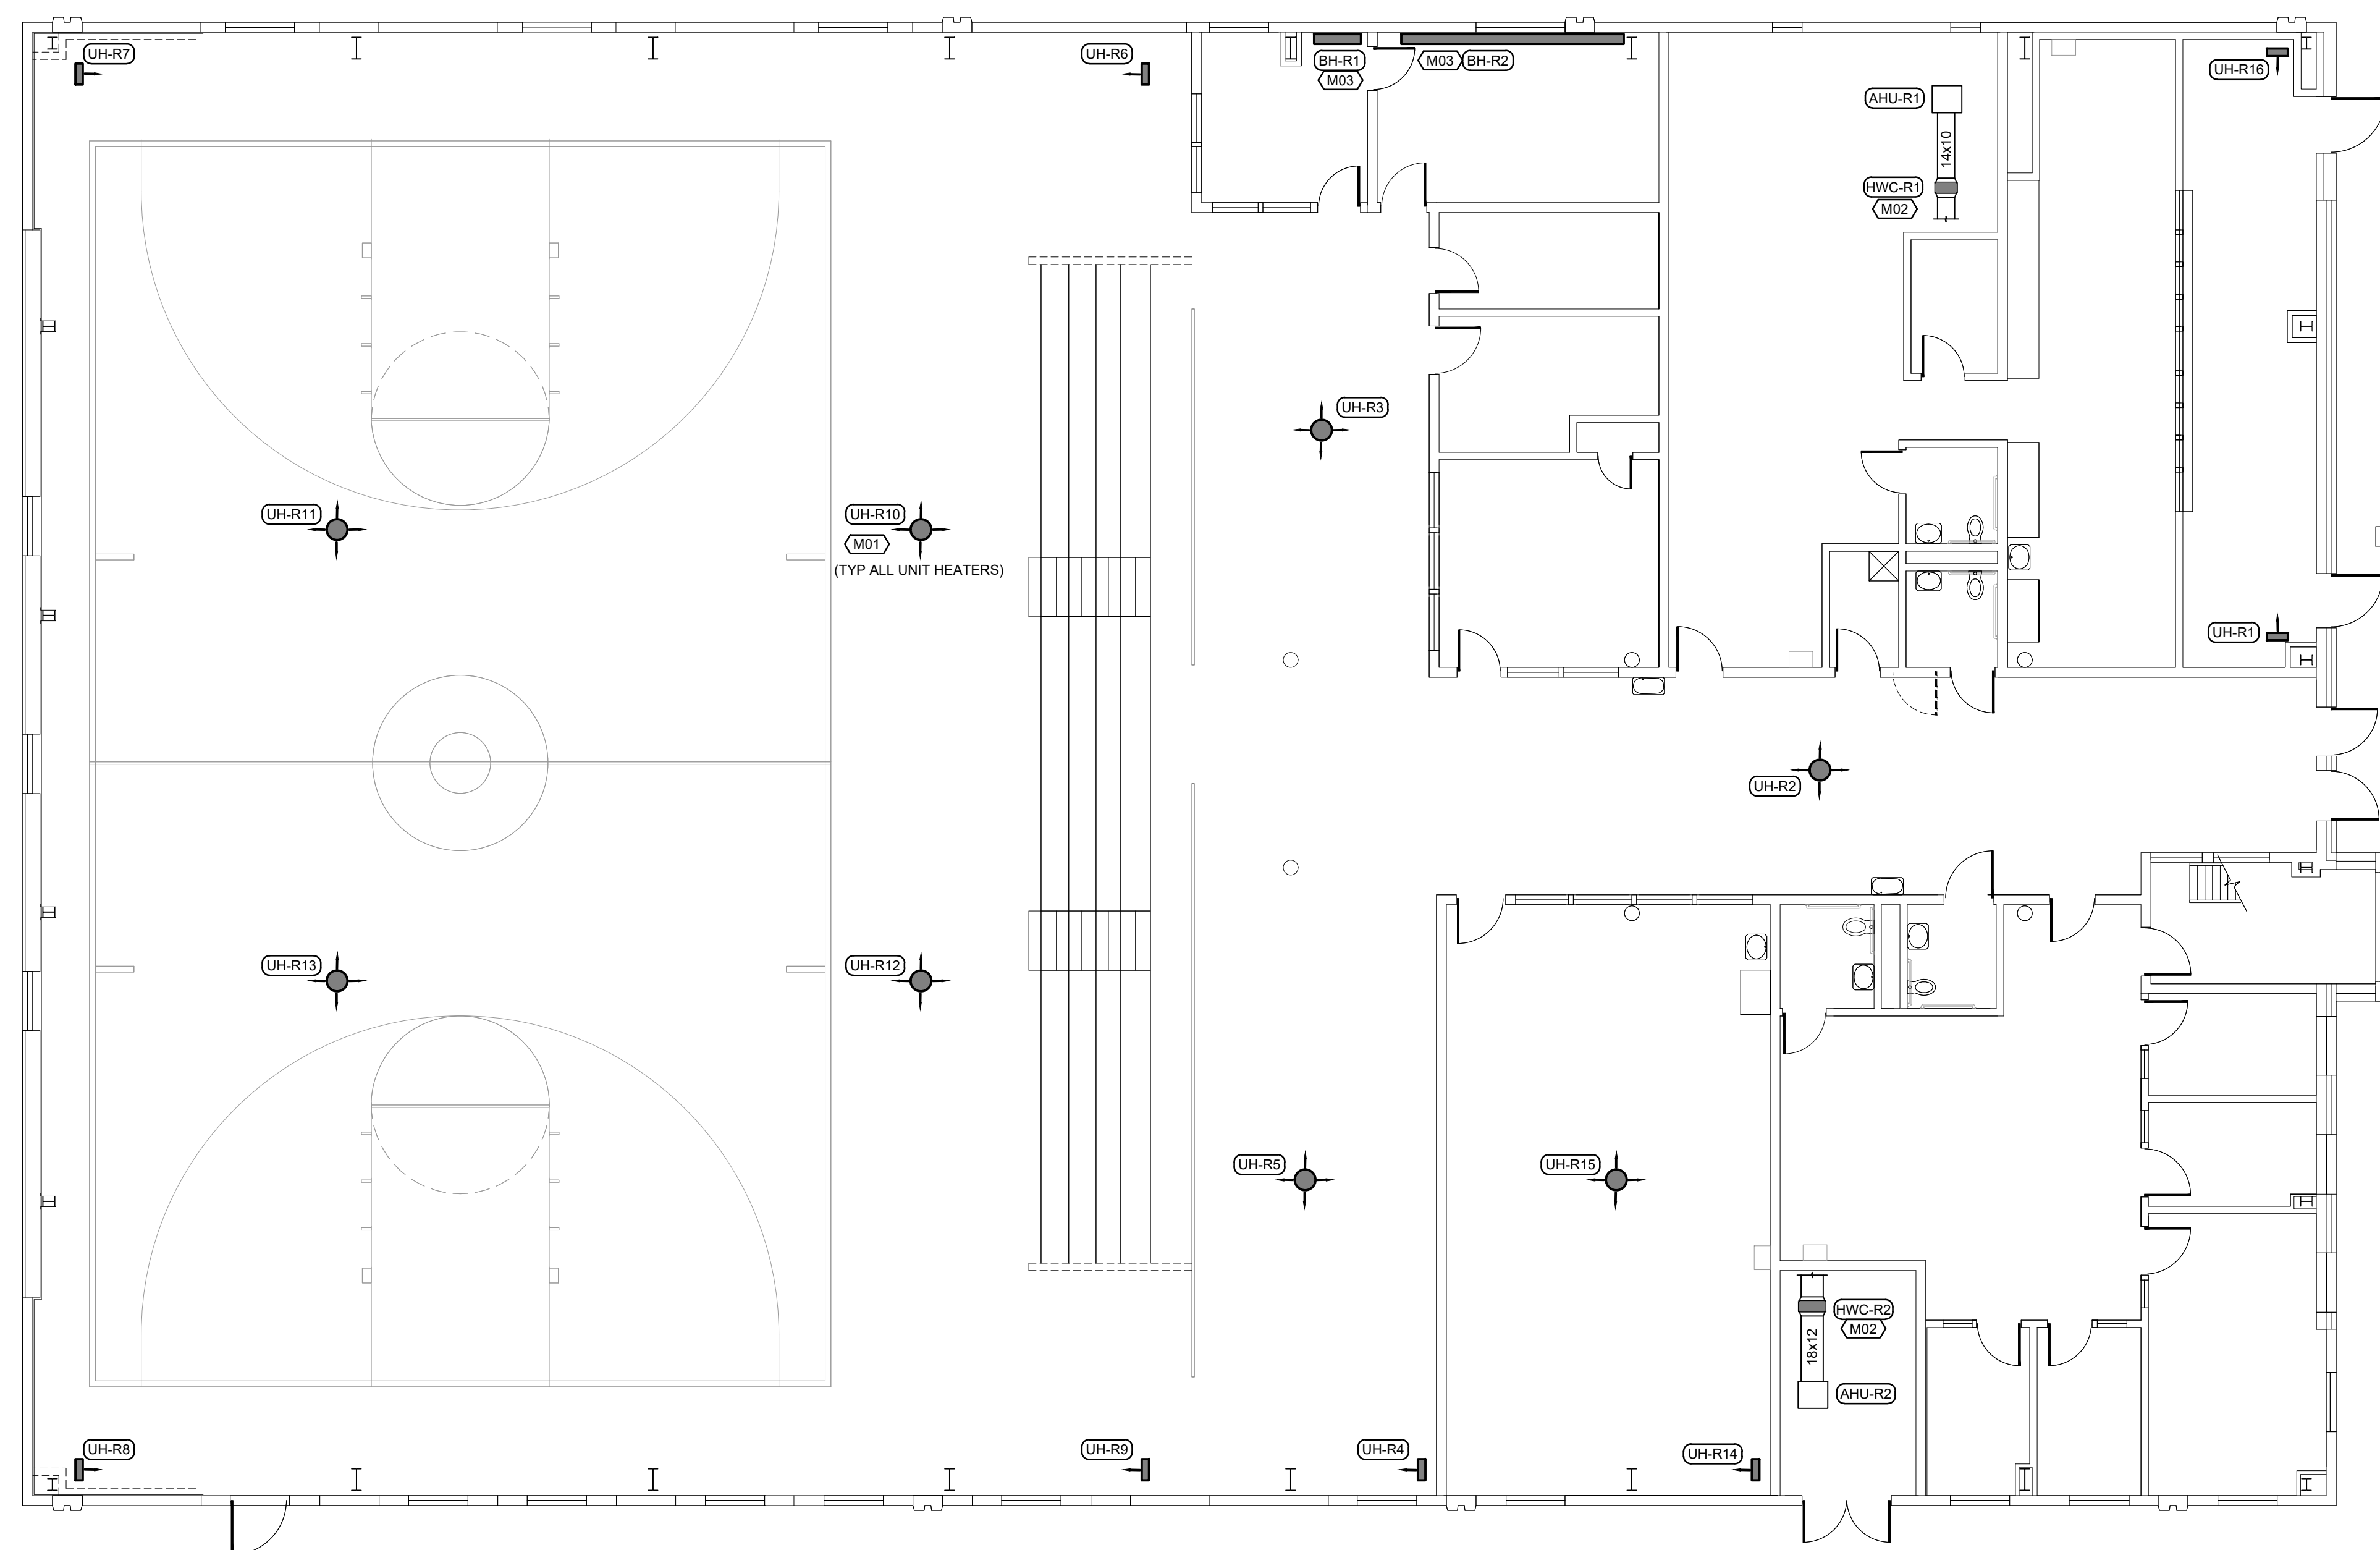 UH-R7
UH-R6
BH-R1
M03
M03
BH-R2
UH-R16
AHU-R1
14x10
HWC-R1
M02
UH-R3
UH-R11
UH-R10
M01
(TYP ALL UNIT HEATERS)
UH-R1
UH-R2
UH-R13
UH-R12
UH-R5
UH-R15
HWC-R2
M02
18x12
AHU-R2
UH-R8
UH-R9
UH-R4
UH-R14